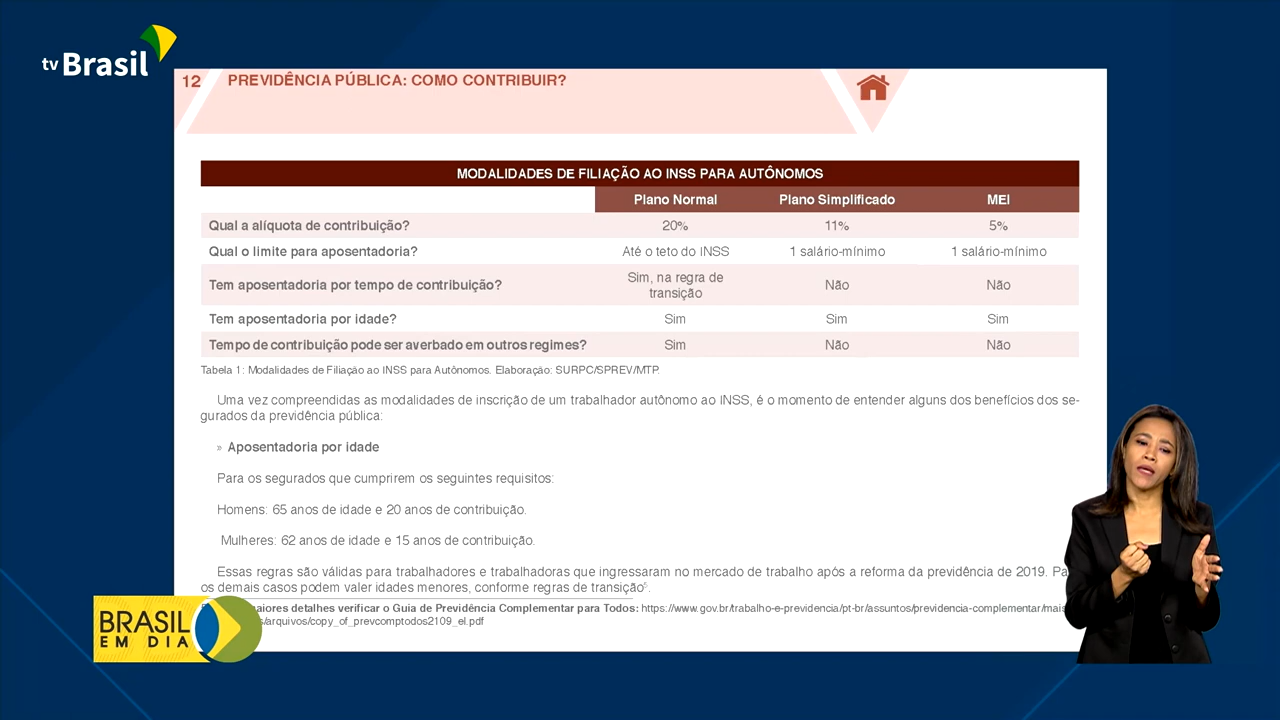 tv Brasil
12 PREVIDÊNCIA PÚBLICA: COMO CONTRIBUIR?
MODALIDADES DE FILIAÇÃO AO INSS PARA AUTÔNOMOS
Plano Normal Plano Simplificado MEI
Qual a alíquota de contribuição? 20% 11% 5%
Qual o limite para aposentadoria? Até o teto do INSS 1 salário-mínimo 1 salário-mínimo
Tem aposentadoria por tempo de contribuição? Sim, na regra de transição Não Não
Tem aposentadoria por idade? Sim Sim Sim
Tempo de contribuição pode ser averbado em outros regimes? Sim Não Não
Tabela 1: Modalidades de Filiação ao INSS para Autônomos. Elaboração: SURPC/SPREV/MTP.
Uma vez compreendidas as modalidades de inscrição de um trabalhador autônomo ao INSS, é o momento de entender alguns dos benefícios dos se-
gurados da previdência pública:
» Aposentadoria por idade
Para os segurados que cumprirem os seguintes requisitos:
Homens: 65 anos de idade e 20 anos de contribuição.
Mulheres: 62 anos de idade e 15 anos de contribuição.
Essas regras são válidas para trabalhadores e trabalhadoras que ingressaram no mercado de trabalho após a reforma da previdência de 2019.
os demais casos podem valer idades menores, conforme regras de transição
maiores detalhes verificar o Guia de Previdência Complementar para Todos: https://www.gov.br/trabalho-e-previdencia/pt-br/assuntos/previdencia-complementar/mais
s/arquivos/copy_of_prevcomptodos2109_el.pdf
BRASIL
EM DIA